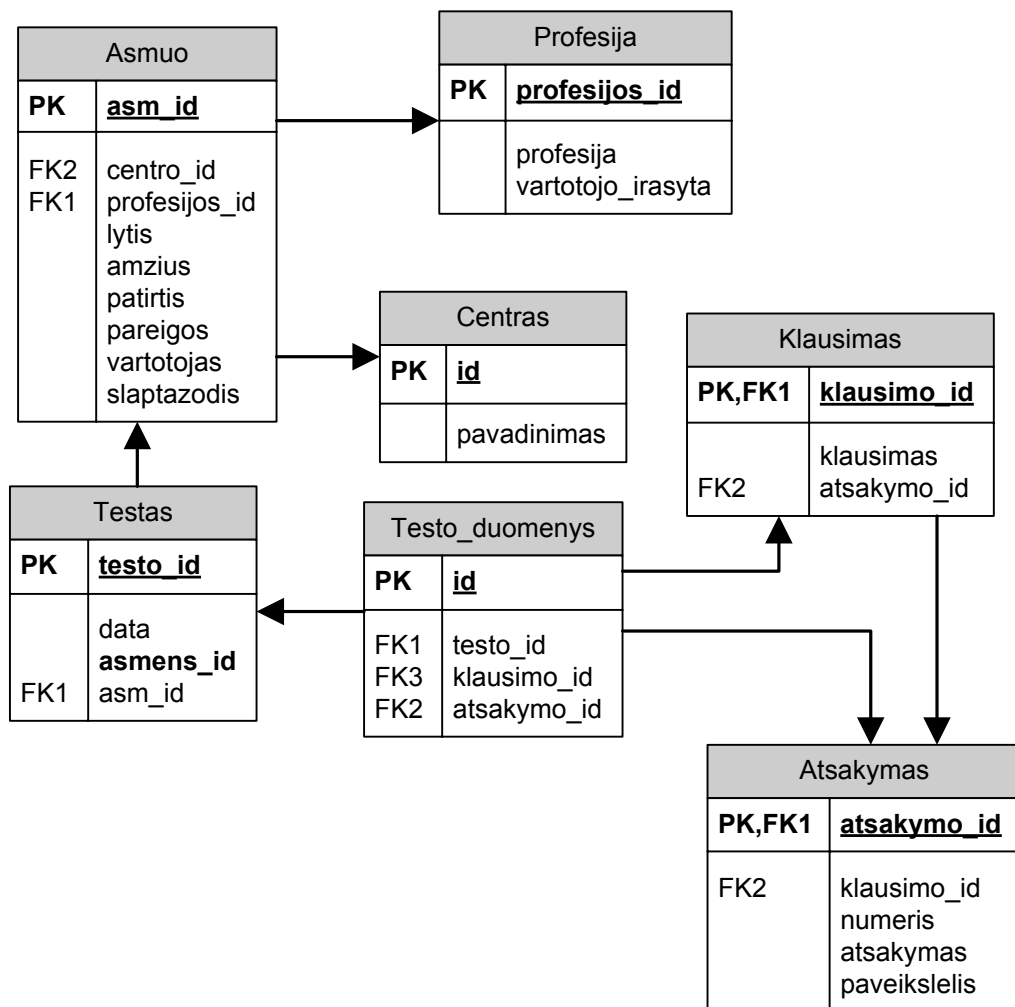 Asmuo
PK asm_id
FK2 centro_id
FK1 profesijos_id
lytis
amzius
patirtis
pareigos
vartotojas
slaptazodis
Profesija
PK profesijos_id
profesija
vartotojo_irasyta
Centras
PK id
pavadinimas
Klausimas
PK,FK1 klausimo_id
klausimas
FK2 atsakymo_id
Testas
PK testo_id
data
asmens_id
FK1 asm_id
Testo_duomenys
PK id
FK1 testo_id
FK3 klausimo_id
FK2 atsakymo_id
Atsakymas
PK,FK1 atsakymo_id
FK2 klausimo_id
numeris
atsakymas
paveikslelis